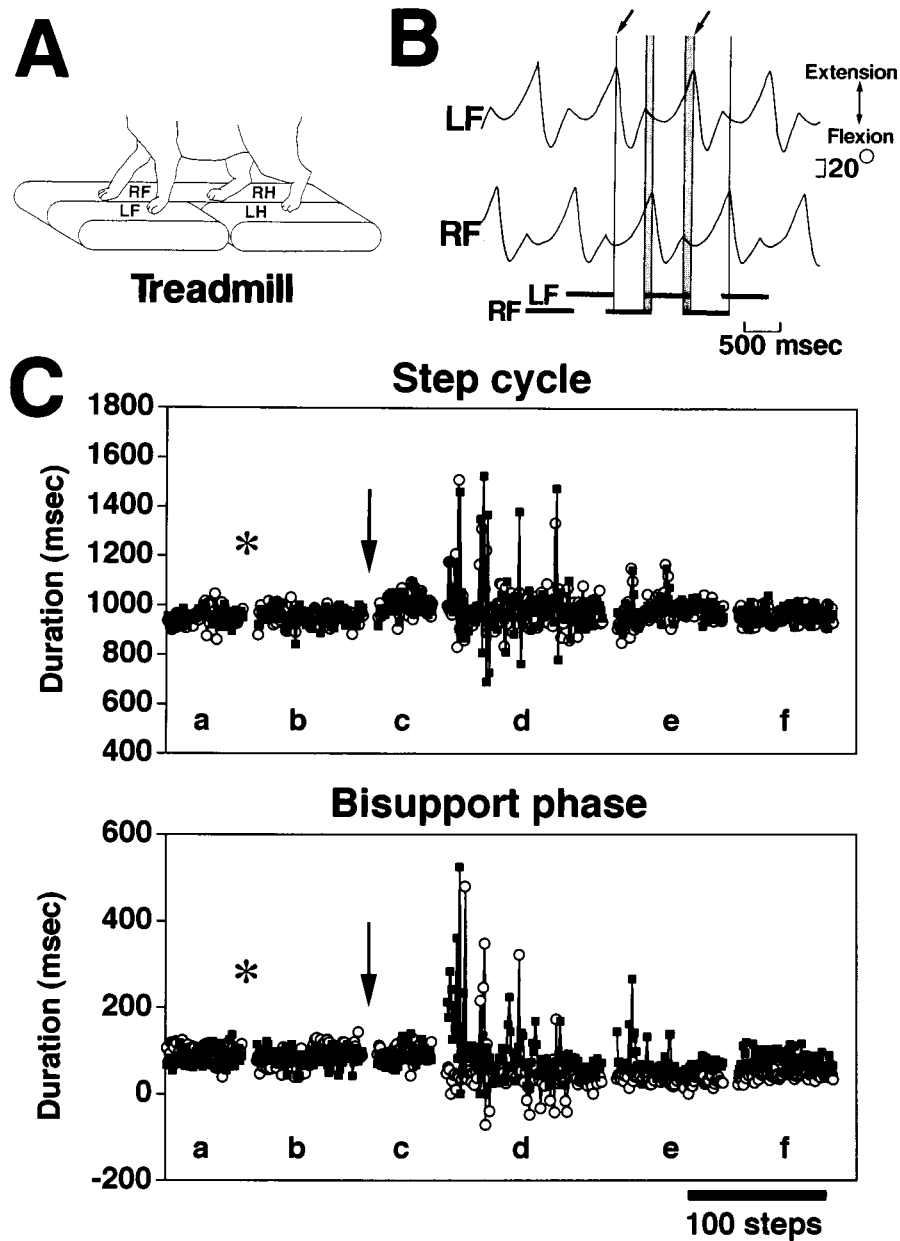 A
RF
RH
LF
LH
Treadmill
B
LF
RF
Extension
Flexion
20°
LF
RF
500 msec
C
Step cycle
Duration (msec)
1800
1600
1400
1200
1000
800
600
400
*
a b c d e f
Bisupport phase
Duration (msec)
600
400
200
0
-200
*
a b c d e f
100 steps